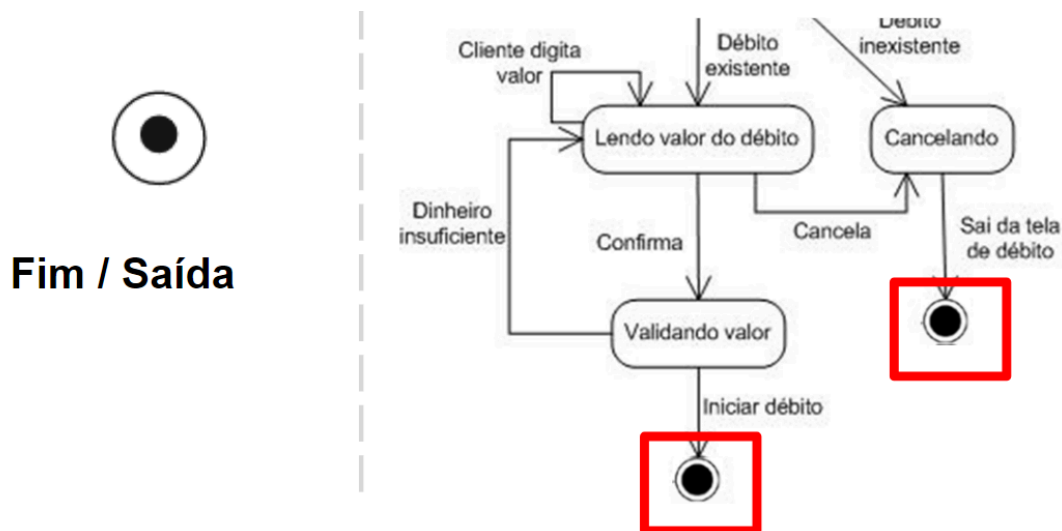 Fim / Saída
Débito
inexistente
Débito
existente
Cliente digita
valor
Lendo valor do débito
Cancelando
Dinheiro
insuficiente
Confirma
Cancela
Sai da tela
de débito
Validando valor
Iniciar débito